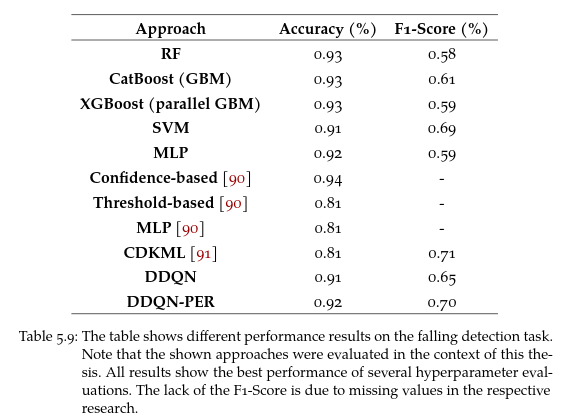 Approach Accuracy (%) F1-Score (%)
RF 0.93 0.58
CatBoost (GBM) 0.93 0.61
XGBoost (parallel GBM) 0.93 0.59
SVM 0.91 0.69
MLP 0.92 0.59
Confidence-based [90] 0.94 -
Threshold-based [90] 0.81 -
MLP [90] 0.81 -
CDKML [91] 0.81 0.71
DDQN 0.91 0.65
DDQN-PER 0.92 0.70
Table 5.9: The table shows different performance results on the falling detection task.
Note that the shown approaches were evaluated in the context of this the-
sis. All results show the best performance of several hyperparameter eval-
uations. The lack of the F1-Score is due to missing values in the respective
research.